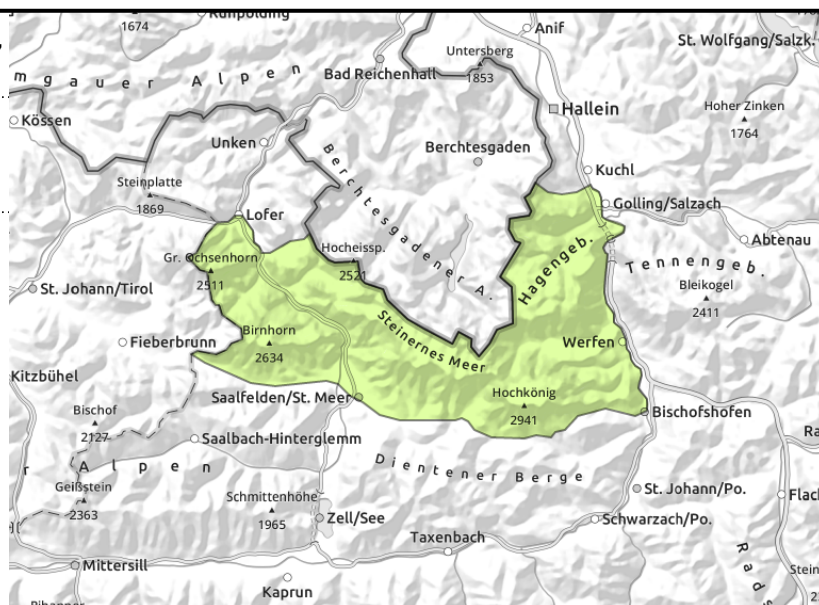 1674
Anif
St. Wolfgang/Salzk.
Untersberg
1853
Bad Reichenhall
mgauer Alpen
Hallein
Hoher Zinken
1764
Kössen
Unken
Berchtesgaden
Kuchl
Steinplatte
1869
Golling/Salzach
Lofer
Berchtesgadener A.
Abtenau
Gr. Ochsenhorn
2511
Hocheissp.
2521
Hagengeb.
Tennengeb.
St. Johann/Tirol
Bleikogel
2411
Steinernes Meer
Birnhorn
2634
Fieberbrunn
Werfen
Kitzbühel
Saalfelden/St. Meer
Hochkönig
2941
Bischof
2127
Bischofshofen
Saalbach-Hinterglemm
Ra
r Alpen
Dientener Berge
Geißstein
2363
Schmittenhöhe
1965
St. Johann/Po.
Flach
Zell/See
Schwarzach/Po.
Taxenbach
Mittersill
Rads
Stein
Kaprun